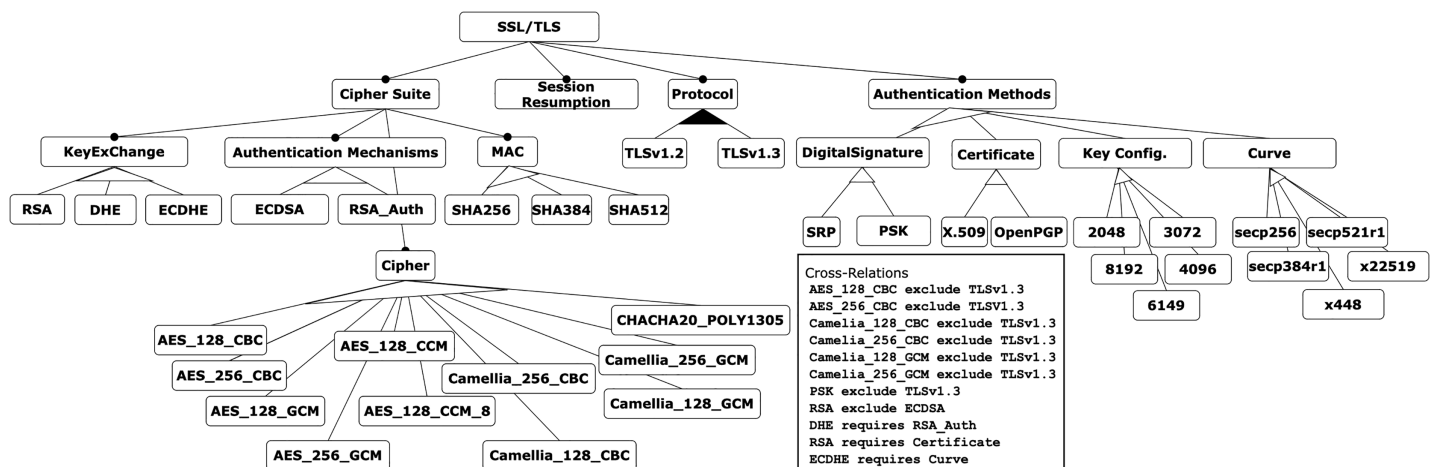 SSL/TLS
Cipher Suite
Session
Resumption
Protocol
Authentication Methods
KeyExChange
Authentication Mechanisms
MAC
TLSv1.2
TLSv1.3
DigitalSignature
Certificate
Key Config.
Curve
RSA
DHE
ECDHE
ECDSA
RSA_Auth
SHA256
SHA384
SHA512
SRP
PSK
X.509
OpenPGP
2048
3072
8192
4096
6149
secp256
secp521r1
secp384r1
x22519
x448
Cipher
AES_128_CBC
AES_256_CBC
AES_128_GCM
AES_256_GCM
AES_128_CCM
AES_128_CCM_8
Camellia_256_CBC
Camellia_128_CBC
CHACHA20_POLY1305
Camellia_256_GCM
Camellia_128_GCM
Cross-Relations
AES_128_CBC exclude TLSv1.3
AES_256_CBC exclude TLSv1.3
Camelia_128_CBC exclude TLSv1.3
Camelia_256_CBC exclude TLSv1.3
Camelia_128_GCM exclude TLSv1.3
Camelia_256_GCM exclude TLSv1.3
PSK exclude TLSv1.3
RSA exclude ECDSA
DHE requires RSA_Auth
RSA requires Certificate
ECDHE requires Curve